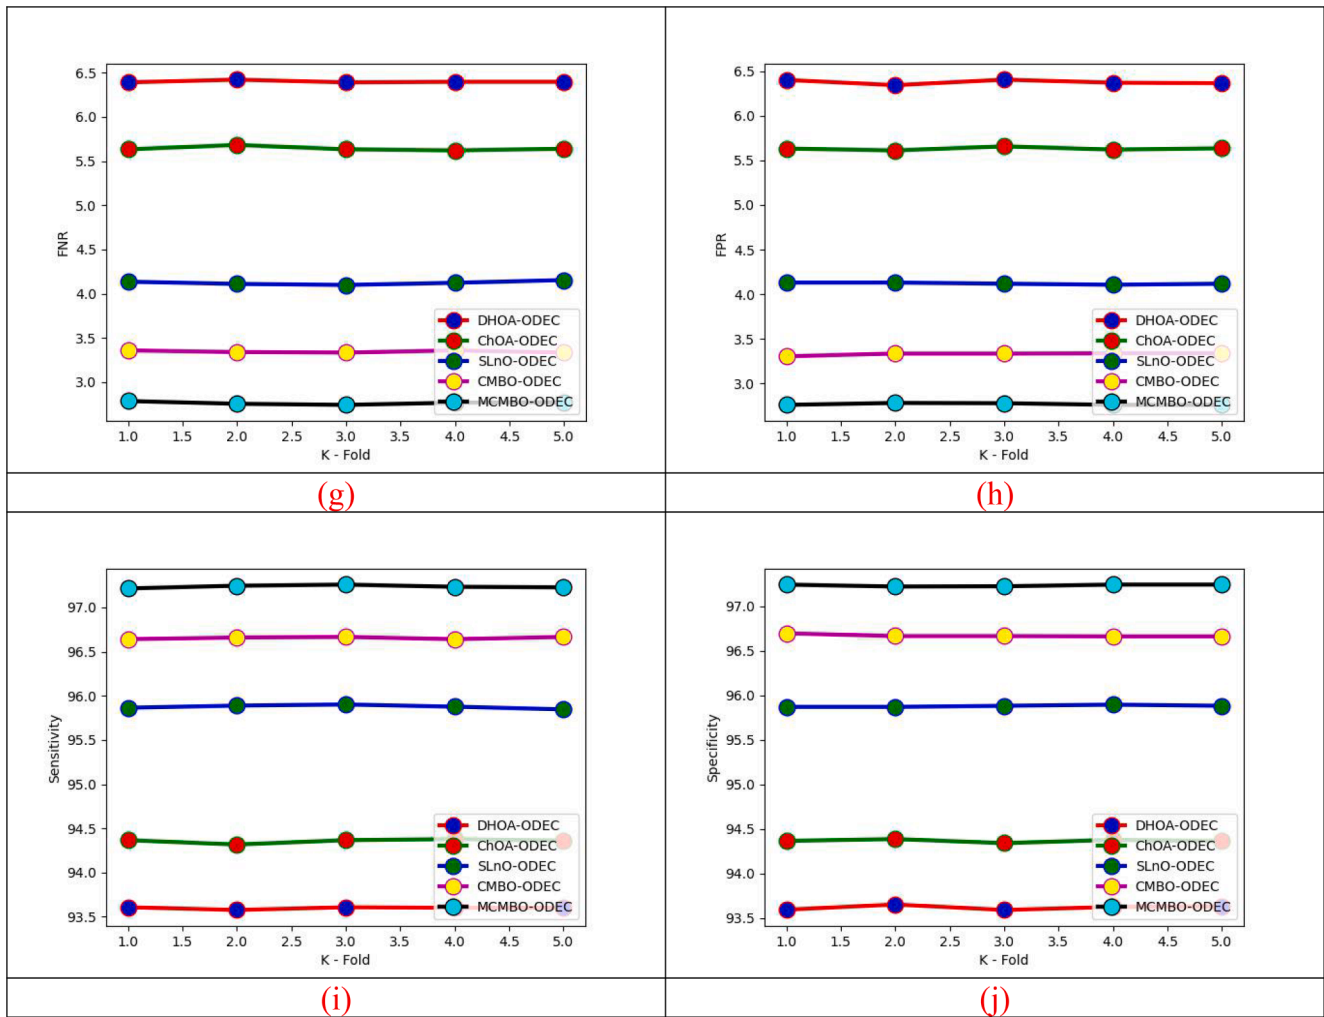 6.5
6.0
5.5
5.0
4.5
4.0
3.5
3.0
FNR
DHOA-ODEC
ChOA-ODEC
SLnO-ODEC
CMBO-ODEC
MCMBO-ODEC
1.0 1.5 2.0 2.5 3.0 3.5 4.0 4.5 5.0
K - Fold
6.5
6.0
5.5
5.0
4.5
4.0
3.5
3.0
FPR
DHOA-ODEC
ChOA-ODEC
SLnO-ODEC
CMBO-ODEC
MCMBO-ODEC
1.0 1.5 2.0 2.5 3.0 3.5 4.0 4.5 5.0
K - Fold
(g)
(h)
97.0
96.5
96.0
95.5
95.0
94.5
94.0
93.5
Sensitivity
DHOA-ODEC
ChOA-ODEC
SLnO-ODEC
CMBO-ODEC
MCMBO-ODEC
1.0 1.5 2.0 2.5 3.0 3.5 4.0 4.5 5.0
K - Fold
97.0
96.5
96.0
95.5
95.0
94.5
94.0
93.5
Specificity
DHOA-ODEC
ChOA-ODEC
SLnO-ODEC
CMBO-ODEC
MCMBO-ODEC
1.0 1.5 2.0 2.5 3.0 3.5 4.0 4.5 5.0
K - Fold
(i)
(j)